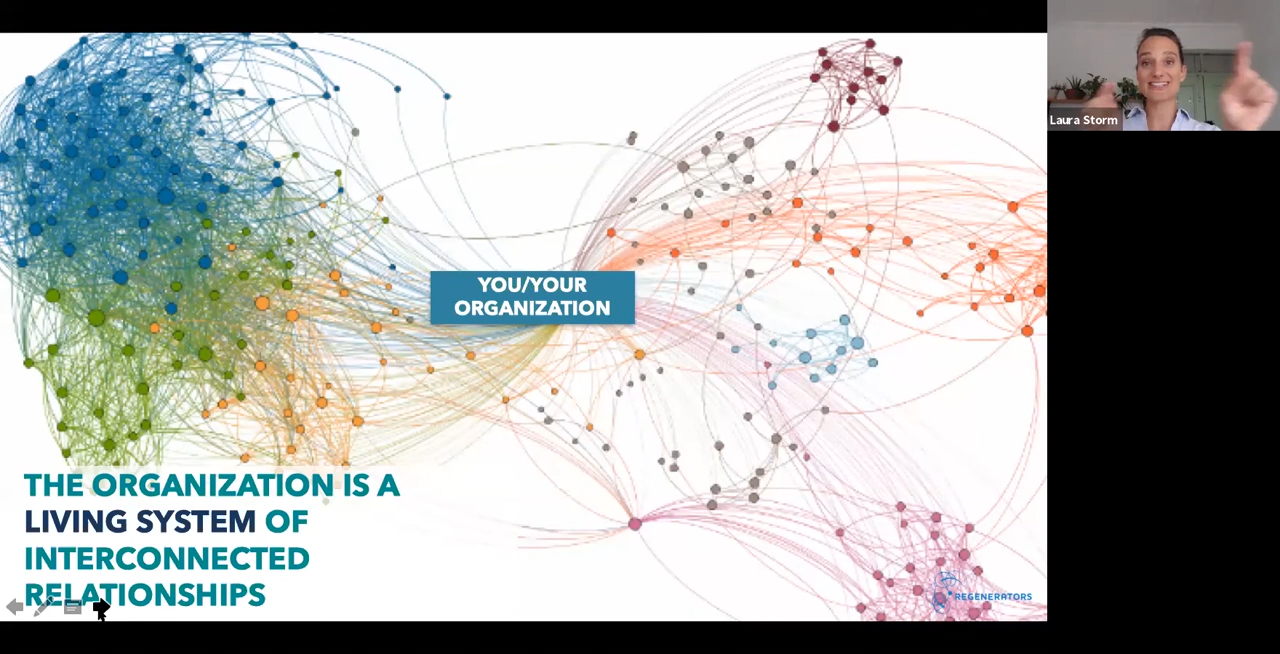 YOU/YOUR
ORGANIZATION
THE ORGANIZATION IS A
LIVING SYSTEM OF
INTERCONNECTED
RELATIONSHIPS
REGENERATORS
Laura Storm